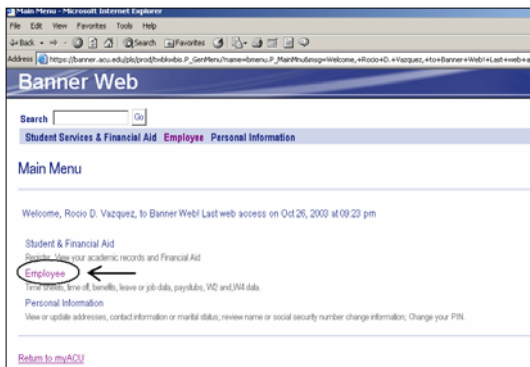 Main Menu - Microsoft Internet Explorer
File Edit View Favorites Tools Help
Back Search Favorites
Address https://banner.acu.edu/pls/prod/twbkwbis.P_GenMenu?name=bmenu.P_MainMnu&msg=Welcome,+Rocio+D.+Vazquez,+to+Banner+Web!+Last+web+a
Banner Web
Search Go
Student Services & Financial Aid Employee Personal Information
Main Menu
Welcome, Rocio D. Vazquez, to Banner Web! Last web access on Oct 26, 2003 at 09:23 pm
Student & Financial Aid
Register, View your academic records and Financial Aid
Employee
Time sheets, time off, benefits, leave or job data, paystubs, W2 and W4 data.
Personal Information
View or update addresses, contact information or marital status; review name or social security number change information; Change your PIN.
Return to myACU